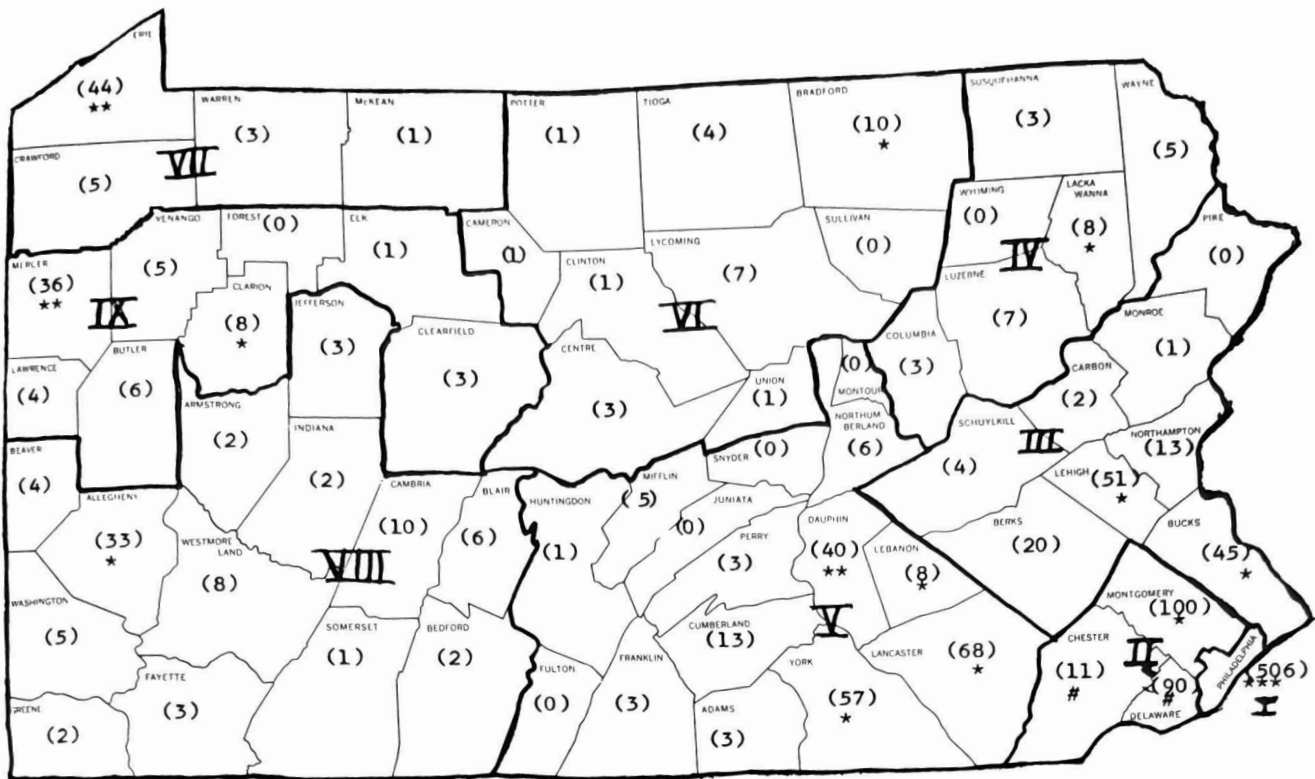 ERIE
(44)
**
WARREN
(3)
McKEAN
(1)
POTTER
(1)
TIOGA
(4)
BRADFORD
(10)
*
SUSQUEHANNA
(3)
WAYNE
(5)
CRAWFORD
(5)
VII
WYOMING
(0)
LACKA
WANNA
(8)
*
PIKE
(0)
VENANGO
(5)
FOREST (0)
ELK
(1)
CAMERON
(1)
SULLIVAN
(0)
MERCER
(36)
**
IX
CLARION
(8)
*
JEFFERSON
(3)
CLINTON
(1)
LYCOMING
(7)
VI
IV
LUZERNE
(7)
MONROE
(1)
LAWRENCE
(4)
BUTLER
(6)
CLEARFIELD
(3)
CENTRE
(3)
UNION
(1)
(0)
MONTOUR
COLUMBIA
(3)
CARBON
(2)
ARMSTRONG
(2)
INDIANA
(2)
NORTHUM
BERLAND
(6)
SCHUYLKILL
(4)
III
NORTHAMPTON
(13)
BEAVER
(4)
ALLEGHENY
(33)
*
CAMBRIA
(10)
BLAIR
(6)
HUNTINGDON
(1)
MIFFLIN
(5)
SNYDER
(0)
JUNIATA
(0)
LEHIGH
(51)
*
BUCKS
(45)
*
WESTMORE
LAND
(8)
VIII
PERRY
(3)
DAUPHIN
(40)
**
LEBANON
(8)
*
BERKS
(20)
WASHINGTON
(5)
SOMERSET
(1)
BEDFORD
(2)
CUMBERLAND
(13)
V
LANCASTER
(68)
*
MONTGOMERY
(100)
*
CHESTER
(11)
#
II
PHILADELPHIA
(506)
***
I
GREENE
(2)
FAYETTE
(3)
FULTON
(0)
FRANKLIN
(3)
ADAMS
(3)
YORK
(57)
*
(90)
#
DELAWARE